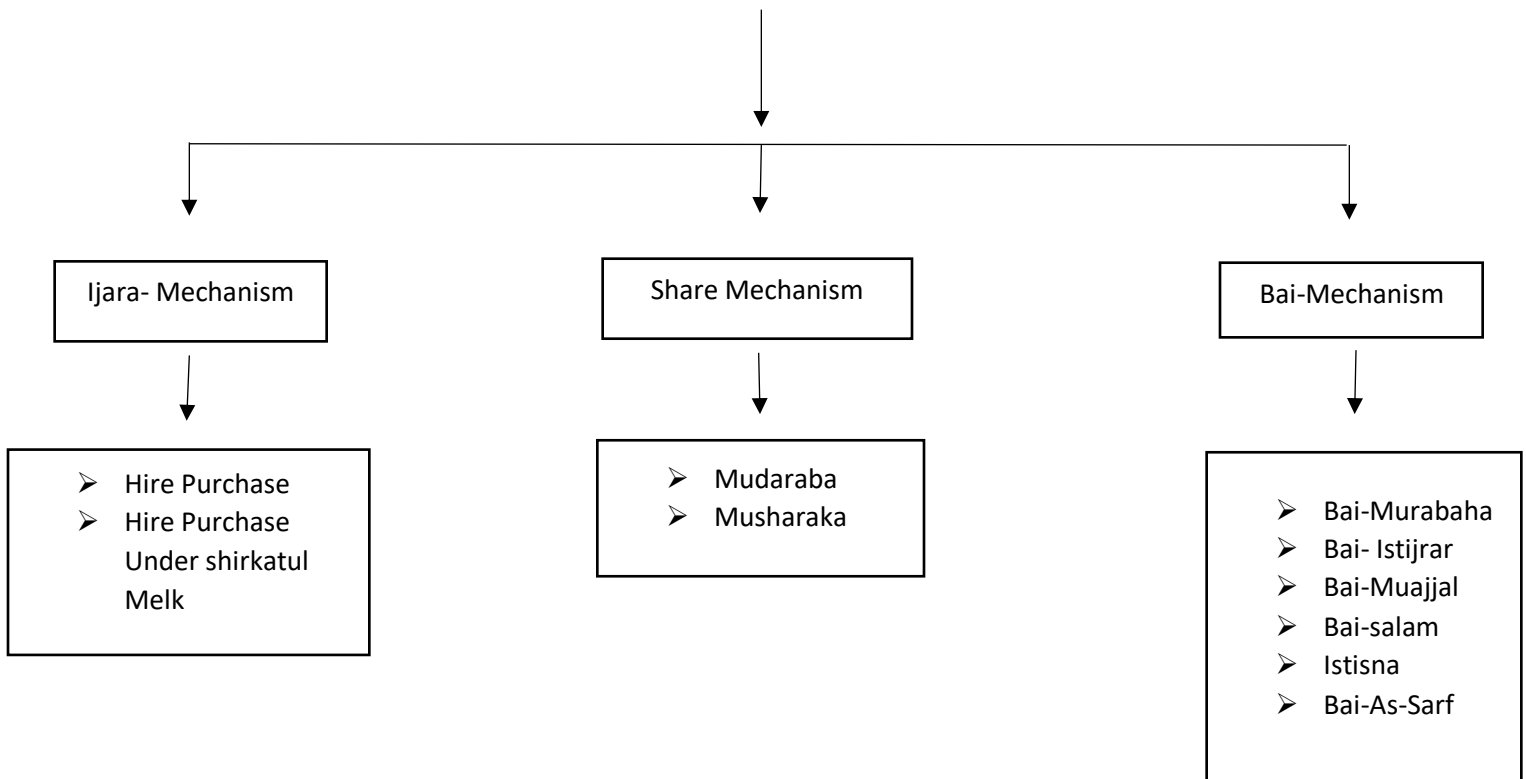 Ijara- Mechanism
Share Mechanism
Bai-Mechanism
➢ Hire Purchase
➢ Hire Purchase
Under shirkatul
Melk
➢ Mudaraba
➢ Musharaka
➢ Bai-Murabaha
➢ Bai- Istijrar
➢ Bai-Muajjal
➢ Bai-salam
➢ Istisna
➢ Bai-As-Sarf